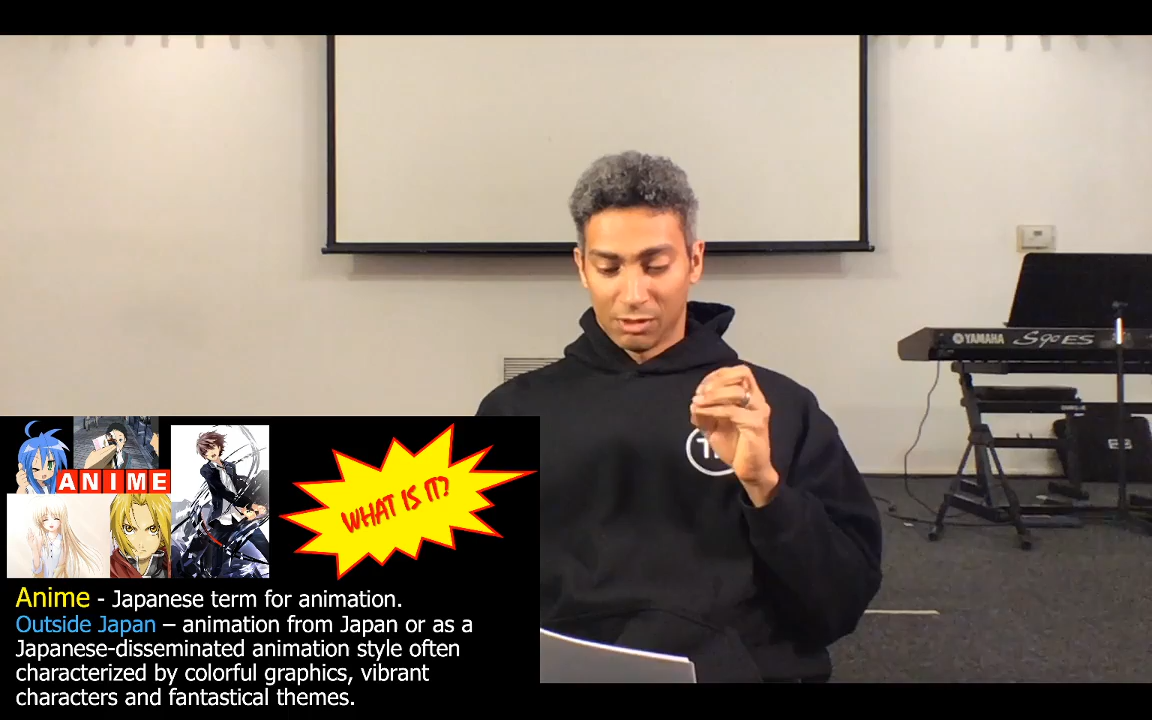 YAMAHA S90ES
T
EB
ANIME
WHAT IS IT?
Anime - Japanese term for animation.
Outside Japan – animation from Japan or as a
Japanese-disseminated animation style often
characterized by colorful graphics, vibrant
characters and fantastical themes.